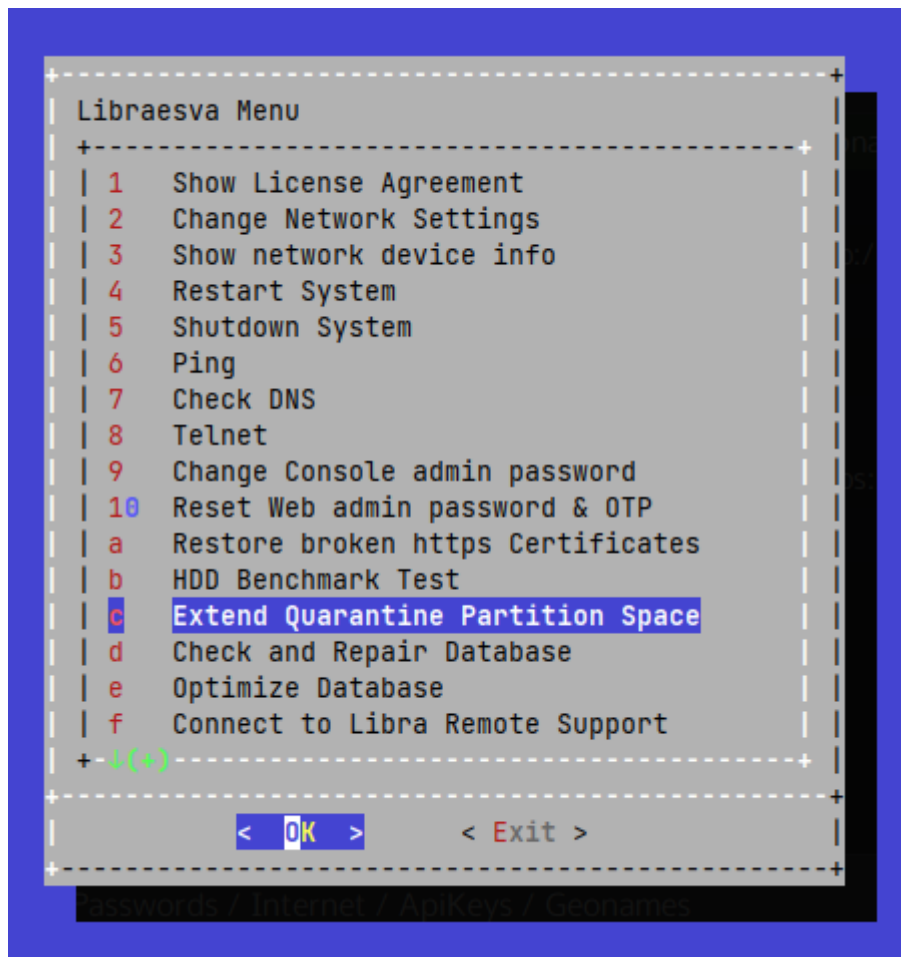 Libraesva Menu
1 Show License Agreement
2 Change Network Settings
3 Show network device info
4 Restart System
5 Shutdown System
6 Ping
7 Check DNS
8 Telnet
9 Change Console admin password
10 Reset Web admin password & OTP
a Restore broken https Certificates
b HDD Benchmark Test
c Extend Quarantine Partition Space
d Check and Repair Database
e Optimize Database
f Connect to Libra Remote Support
↓(+)
< OK > < Exit >
Passwords / Internet / ApiKeys / Geonames